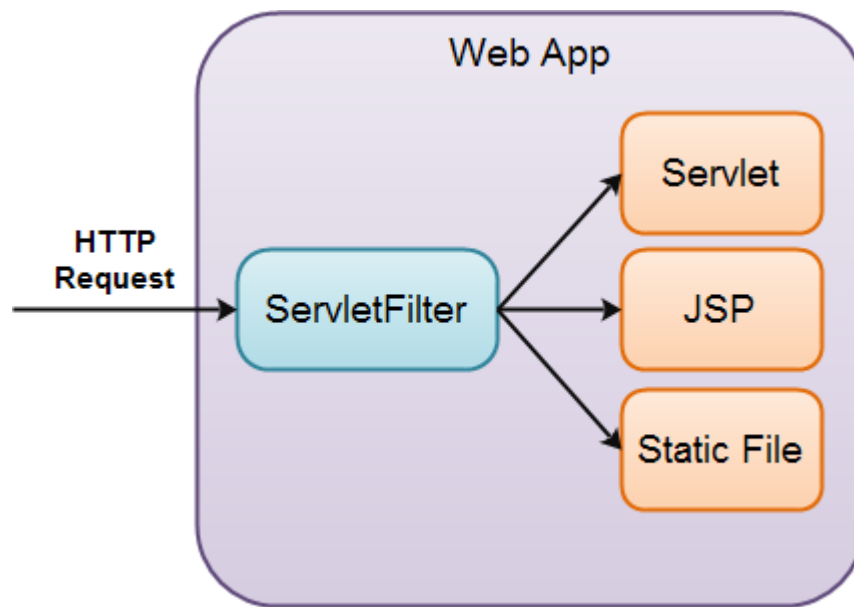 Web App
Servlet
HTTP
Request
ServletFilter
JSP
Static File